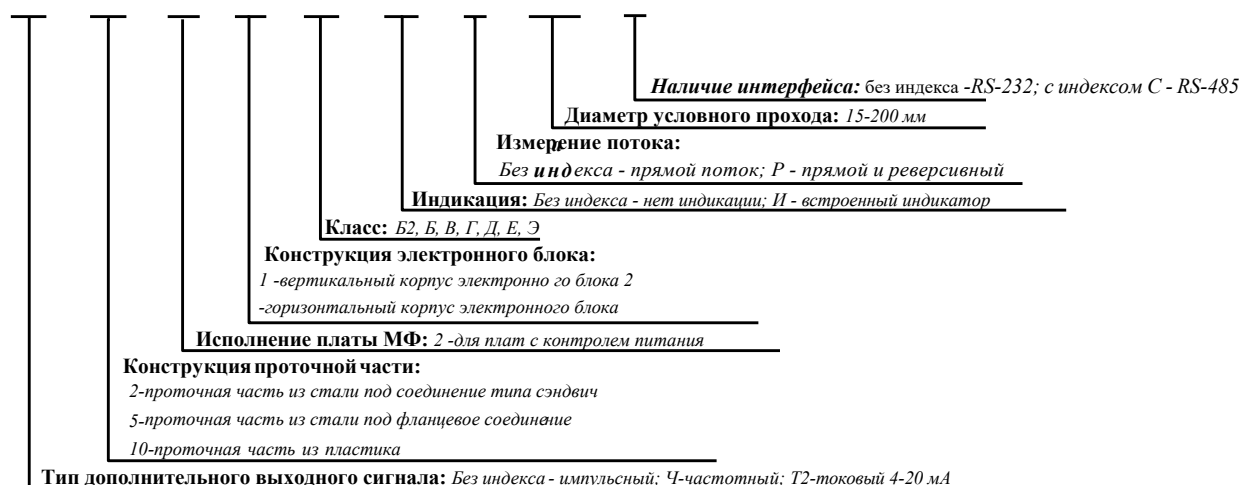 Наличие интерфейса: без индекса -RS-232; с индексом С - RS-485
Диаметр условного прохода: 15-200 мм
Измерение потока:
Без индекса - прямой поток; Р - прямой и реверсивный
Индикация: Без индекса - нет индикации; И - встроенный индикатор
Класс: Б2, Б, В, Г, Д, Е, Э
Конструкция электронного блока:
1 -вертикальный корпус электронно го блока 2
-горизонтальный корпус электронного блока
Исполнение платы МФ: 2 -для плат с контролем питания
Конструкция проточной части:
2-проточная часть из стали под соединение типа сэндвич
5-проточная часть из стали под фланцевое соединение
10-проточная часть из пластика
Тип дополнительного выходного сигнала: Без индекса - импульсный; Ч-частотный; Т2-токовый 4-20 мА